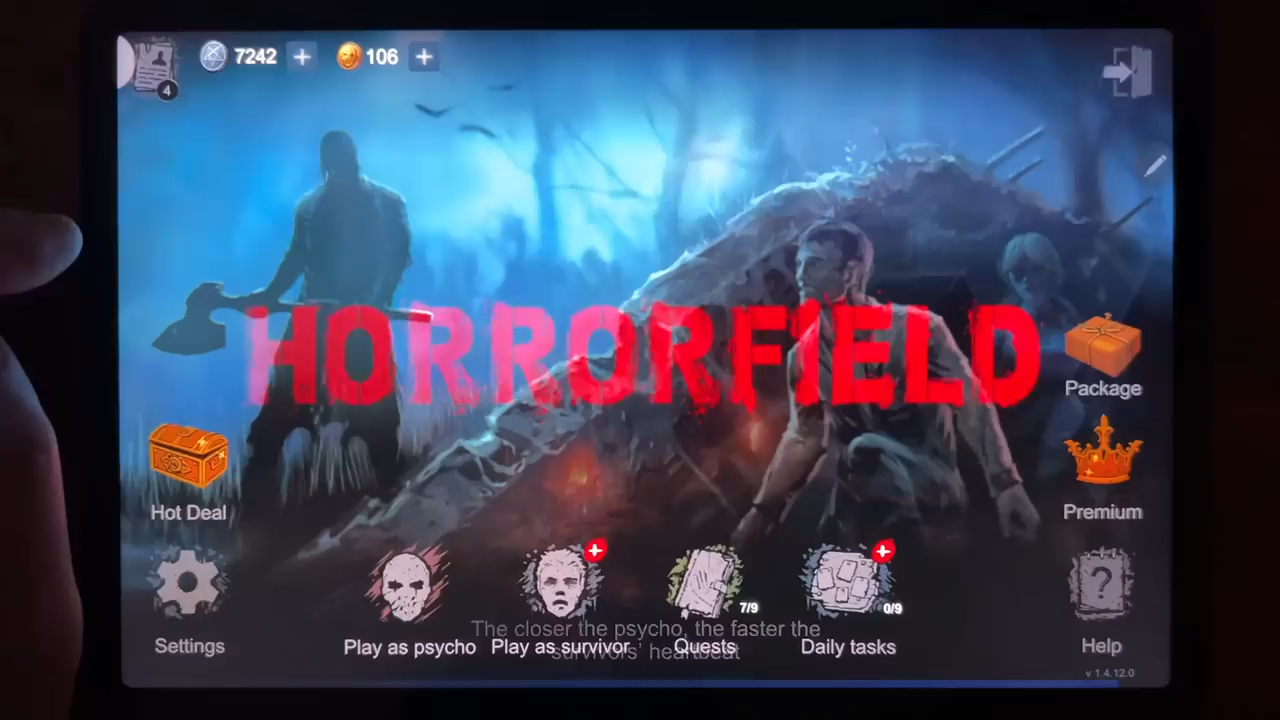 7242
106
4
HORRORFIELD
Package
Hot Deal
Premium
7/9
0/9
The closer the psycho, the faster the
survivors' heartbeat
Settings
Play as psycho
Play as survivor
Quests
Daily tasks
Help
v 1.4.12.0